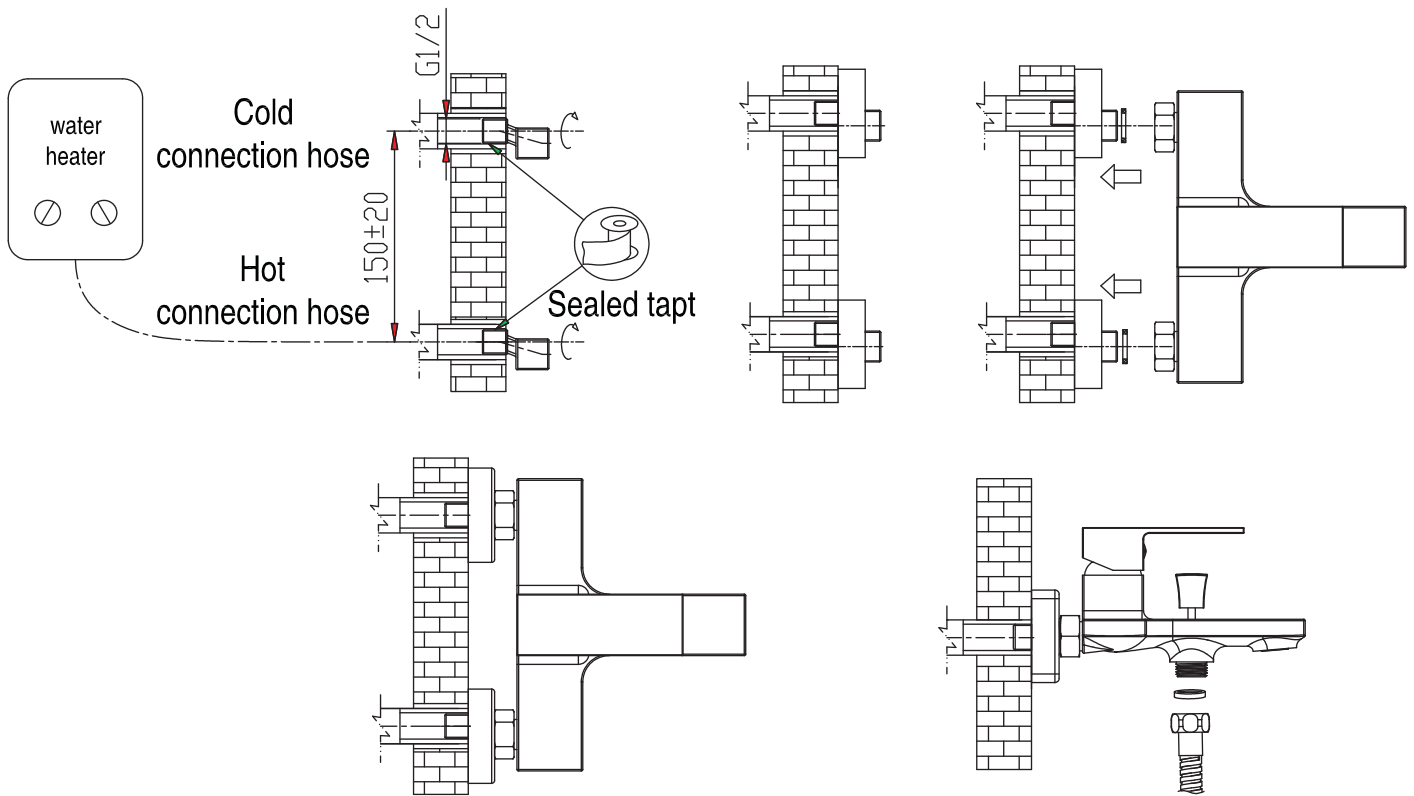 G1/2
water
heater
Cold
connection hose
150±20
Hot
connection hose
Sealed tapt